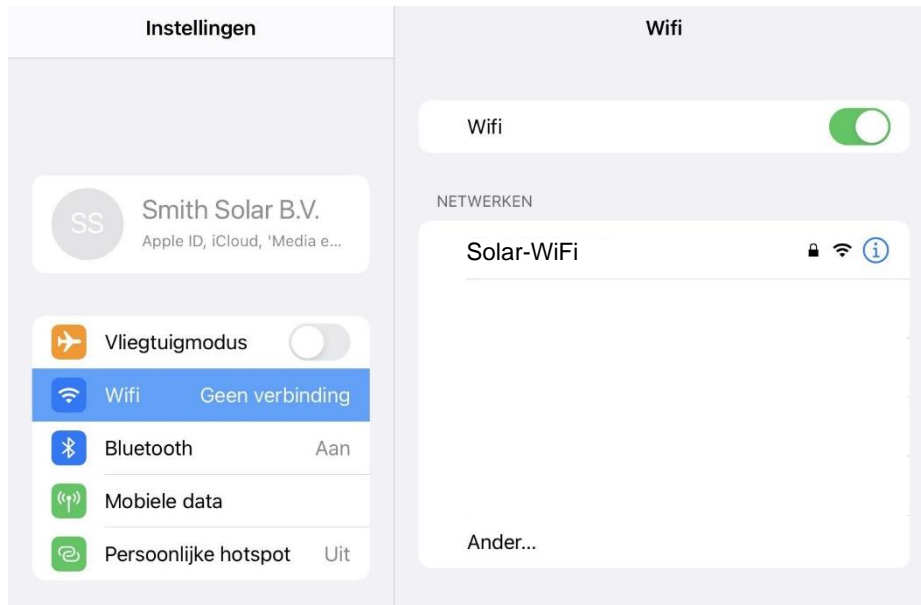 Instellingen
SS
Smith Solar B.V.
Apple ID, iCloud, 'Media e...
Vliegtuigmodus
Wifi Geen verbinding
Bluetooth Aan
Mobiele data
Persoonlijke hotspot Uit
Wifi
Wifi
NETWERKEN
Solar-WiFi
Ander...